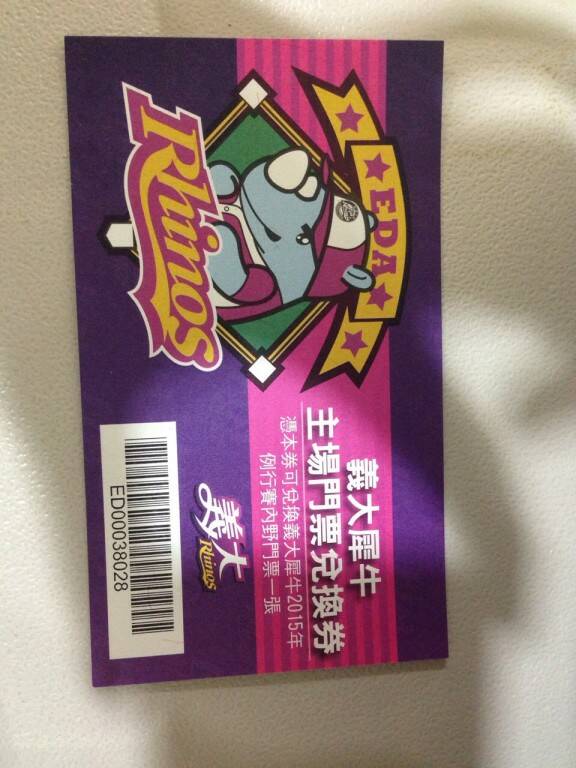 EDA
Rhinos
義大犀牛
主場門票兌換券
憑本券可兌換義大犀牛2015年
例行賽內野門票一張
義大
Rhinos
ED00038028